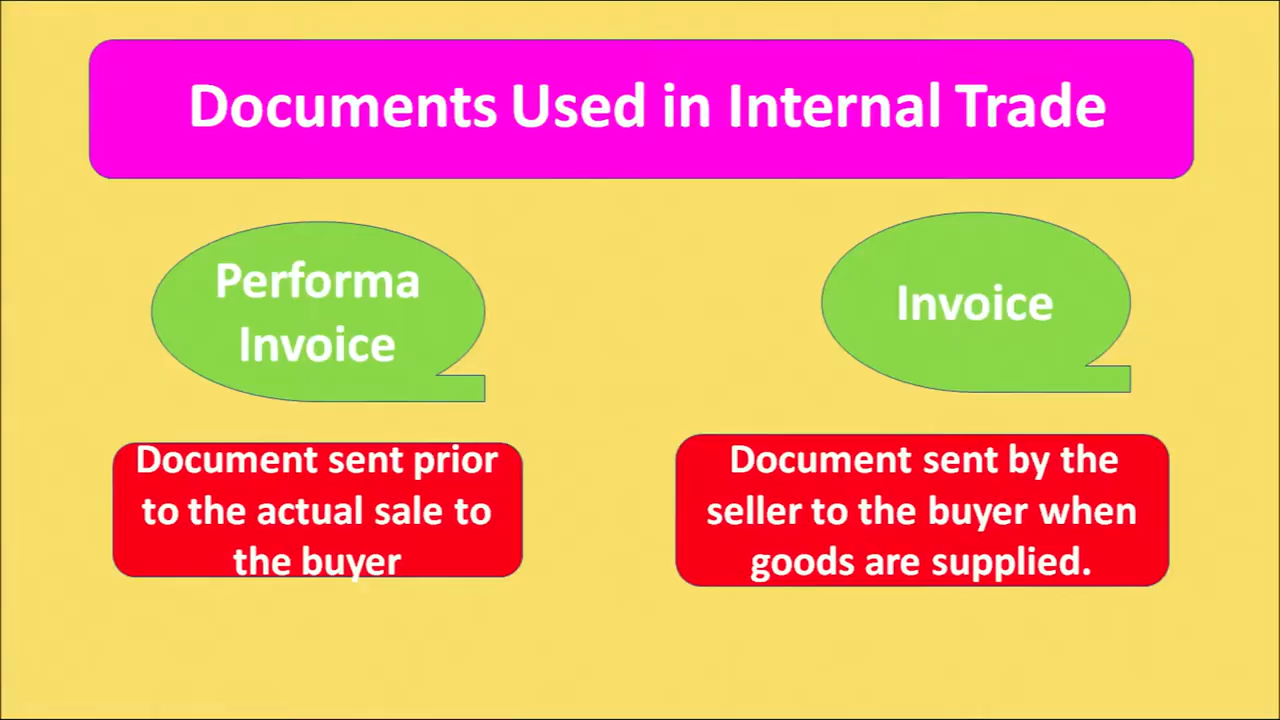 Documents Used in Internal Trade
Performa
Invoice
Invoice
Document sent prior
to the actual sale to
the buyer
Document sent by the
seller to the buyer when
goods are supplied.